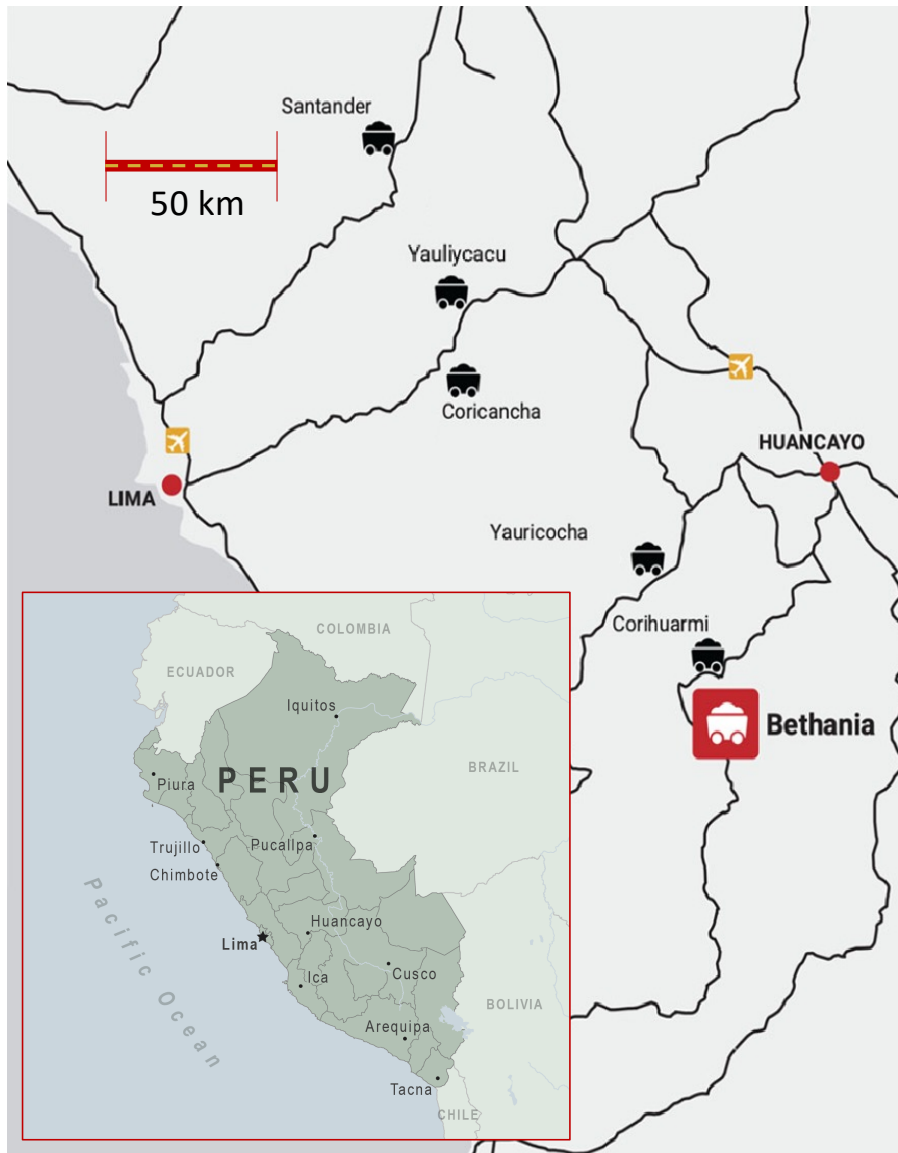 Santander
50 km
Yauliycacu
Coricancha
HUANCAYO
LIMA
Yauricocha
Corihuarmi
Bethania
COLOMBIA
ECUADOR
Iquitos
BRAZIL
PERU
Piura
Trujillo
Pucallpa
Chimbote
Huancayo
Lima
Cusco
Ica
Pacific Ocean
BOLIVIA
Arequipa
Tacna
CHILE